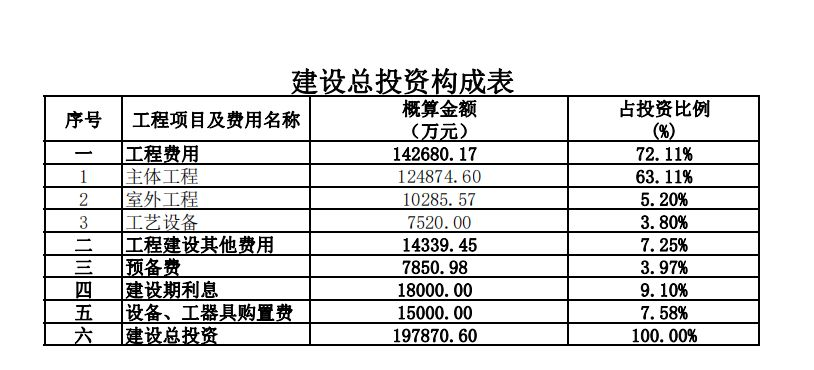 建设总投资构成表
序号 工程项目及费用名称 概算金额（万元） 占投资比例(%)
一 工程费用 142680.17 72.11%
1 主体工程 124874.60 63.11%
2 室外工程 10285.57 5.20%
3 工艺设备 7520.00 3.80%
二 工程建设其他费用 14339.45 7.25%
三 预备费 7850.98 3.97%
四 建设期利息 18000.00 9.10%
五 设备、工器具购置费 15000.00 7.58%
六 建设总投资 197870.60 100.00%